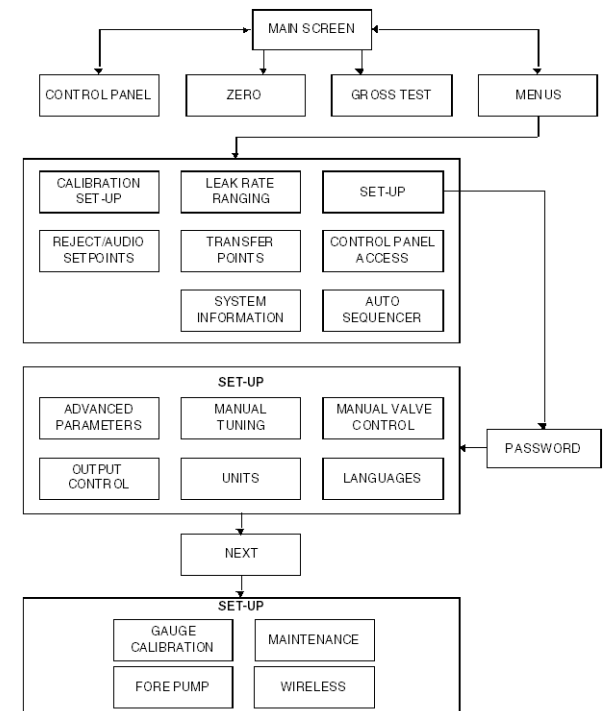 MAIN SCREEN
CONTROL PANEL
ZERO
GROSS TEST
MENUS
CALIBRATION
SET-UP
LEAK RATE
RANGING
SET-UP
REJECT/AUDIO
SETPOINTS
TRANSFER
POINTS
CONTROL PANEL
ACCESS
SYSTEM
INFORMATION
AUTO
SEQUENCER
SET-UP
ADVANCED
PARAMETERS
MANUAL
TUNING
MANUAL VALVE
CONTROL
PASSWORD
OUTPUT
CONTROL
UNITS
LANGUAGES
NEXT
SET-UP
GAUGE
CALIBRATION
MAINTENANCE
FORE PUMP
WIRELESS